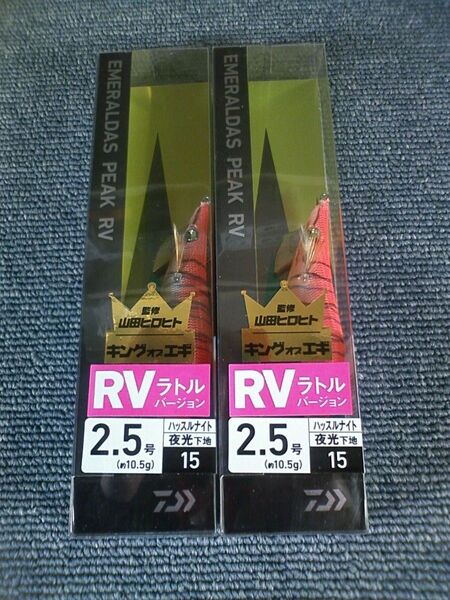 EMERALDAS PEAK RV
監修
山田ヒロヒト
キングオブエギ
RVラトル
バージョン
2.5号
(約10.5g)
ハッスルナイト
夜光下地
15
EMERALDAS PEAK RV
監修
山田ヒロヒト
キングオブエギ
RVラトル
バージョン
2.5号
(約10.5g)
ハッスルナイト
夜光下地
15